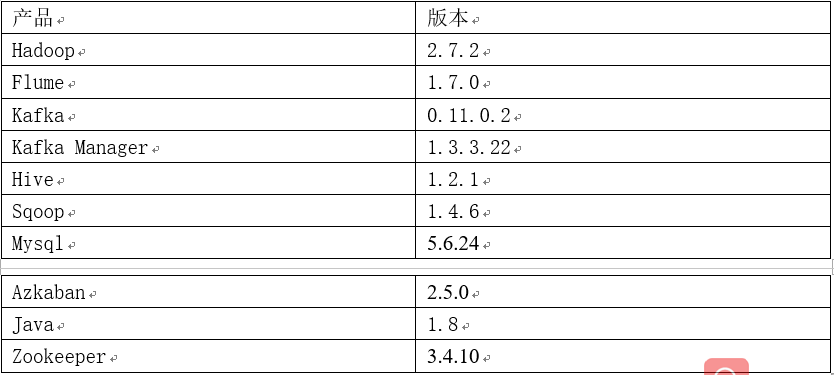 产品 版本
Hadoop 2.7.2
Flume 1.7.0
Kafka 0.11.0.2
Kafka Manager 1.3.3.22
Hive 1.2.1
Sqoop 1.4.6
Mysql 5.6.24
Azkaban 2.5.0
Java 1.8
Zookeeper 3.4.10